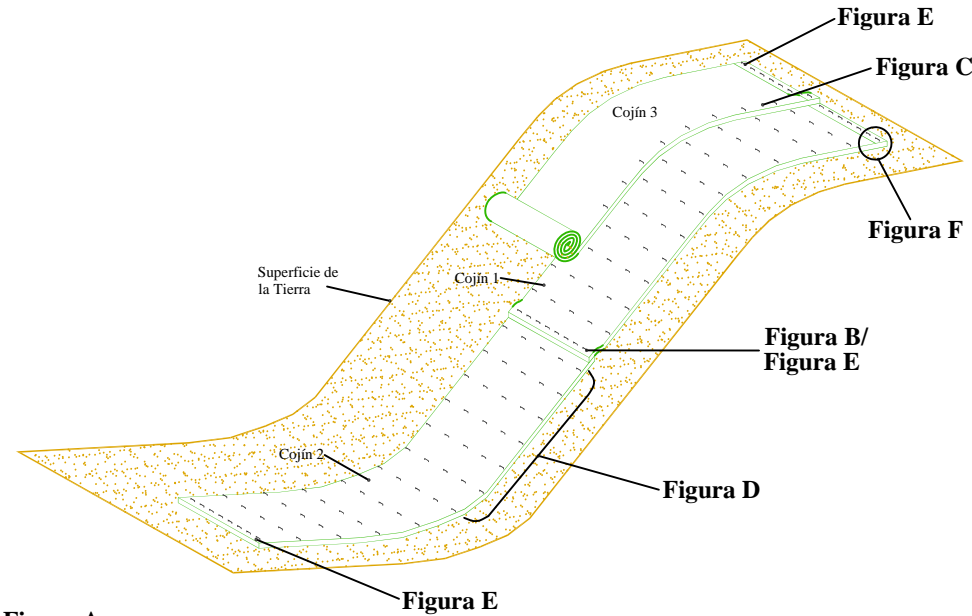 Figura E
Figura C
Cojín 3
Figura F
Superficie de
la Tierra
Cojín 1
Figura B/
Figura E
Cojín 2
Figura D
Figura E
Figura A